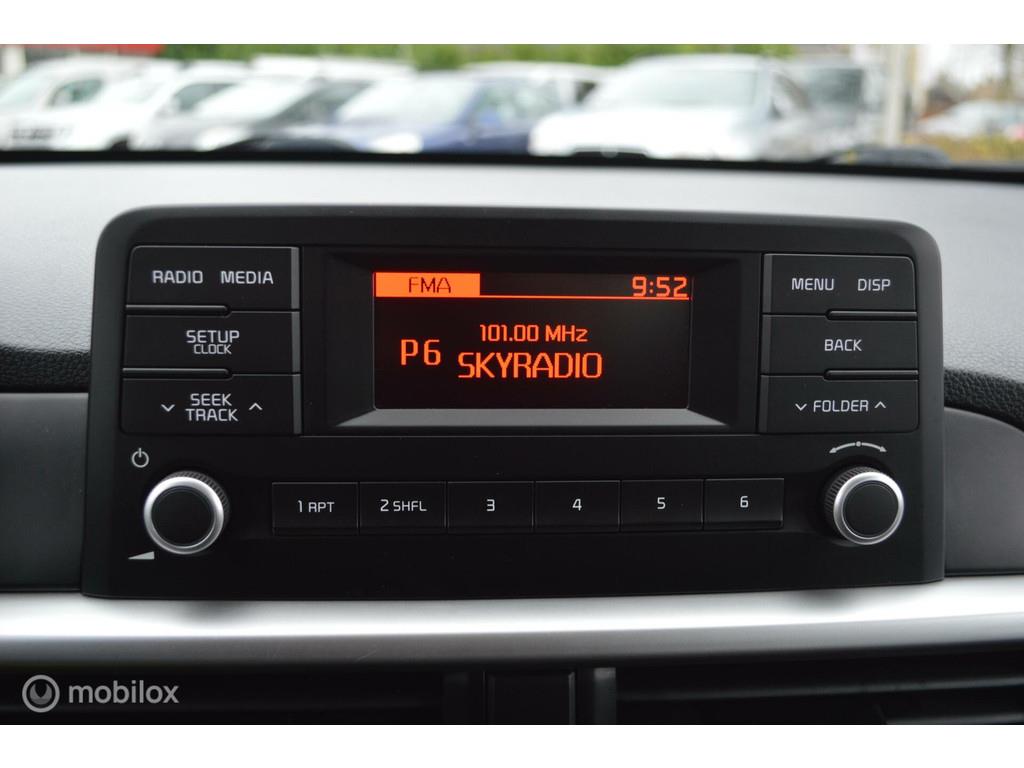 RADIO MEDIA
SETUP
CLOCK
SEEK
TRACK
FMA 9:52
101.00 MHz
P6 SKYRADIO
MENU DISP
BACK
FOLDER
1 RPT 2 SHFL 3 4 5 6
mobilox